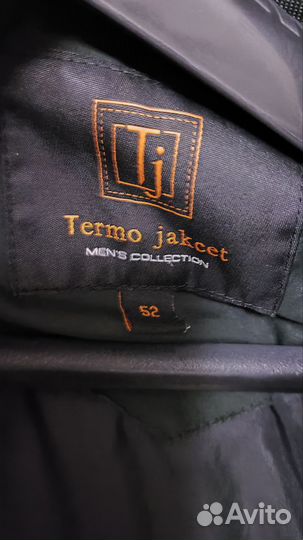 Tj
Termo jakcet
MEN'S COLLECTION
52
Avito